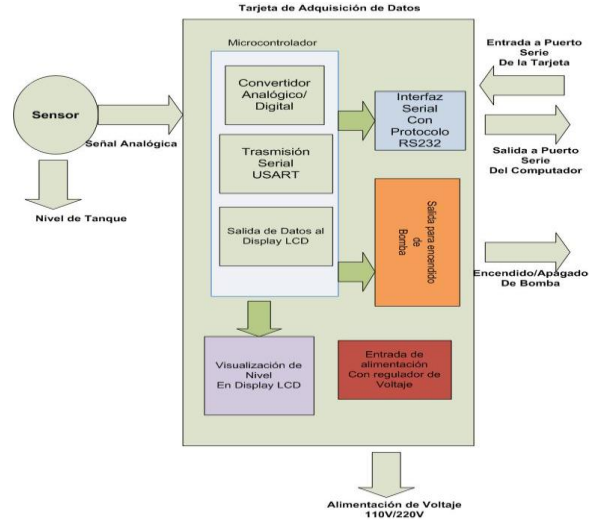 Tarjeta de Adquisición de Datos
Microcontrolador
Convertidor
Analógico/
Digital
Trasmisión
Serial
USART
Salida de Datos al
Display LCD
Interfaz
Serial
Con
Protocolo
RS232
Salida para encendido
de
Bomba
Visualización de
Nivel
En Display LCD
Entrada de
alimentación
Con regulador de
Voltaje
Sensor
Señal Analógica
Nivel de Tanque
Entrada a Puerto
Serie
De la Tarjeta
Salida a Puerto
Serie
Del Computador
Encendido/Apagado
De Bomba
Alimentación de Voltaje
110V/220V